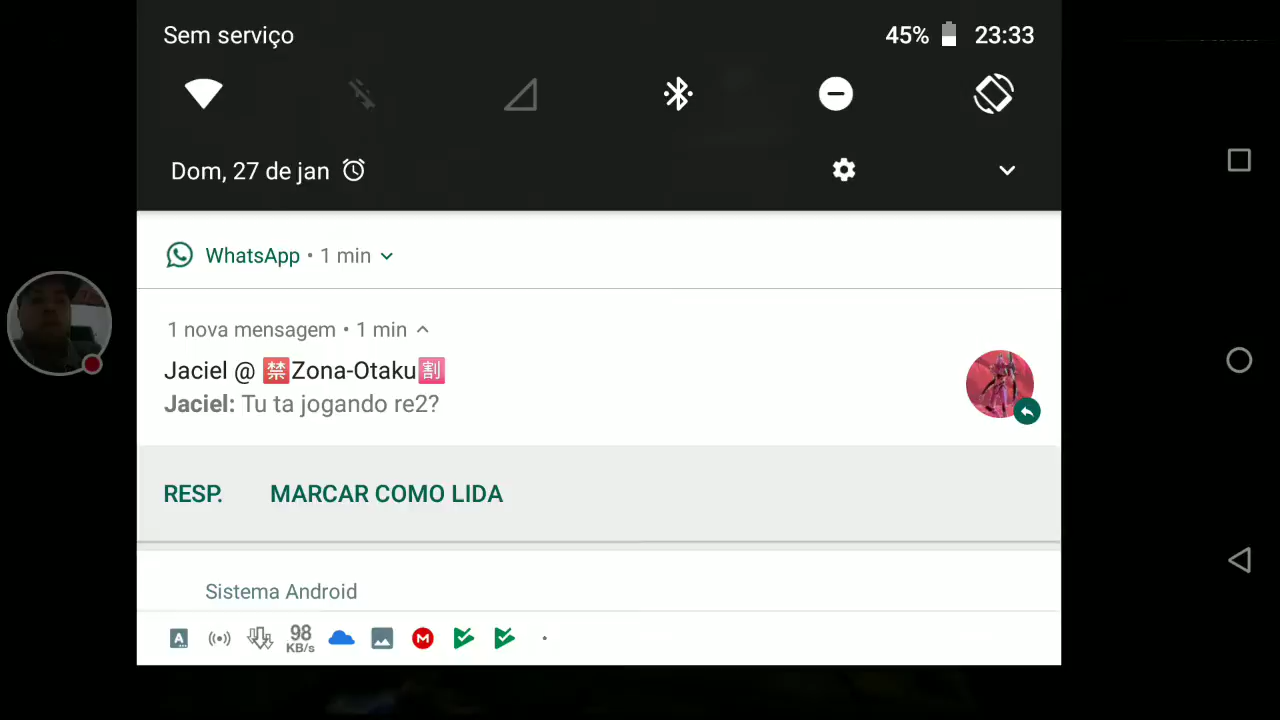 Sem serviço 45% 23:33
Dom, 27 de jan
WhatsApp • 1 min
1 nova mensagem • 1 min
Jaciel @ 🈲Zona-Otaku🈹
Jaciel: Tu ta jogando re2?
RESP. MARCAR COMO LIDA
Sistema Android
A 98 KB/s M